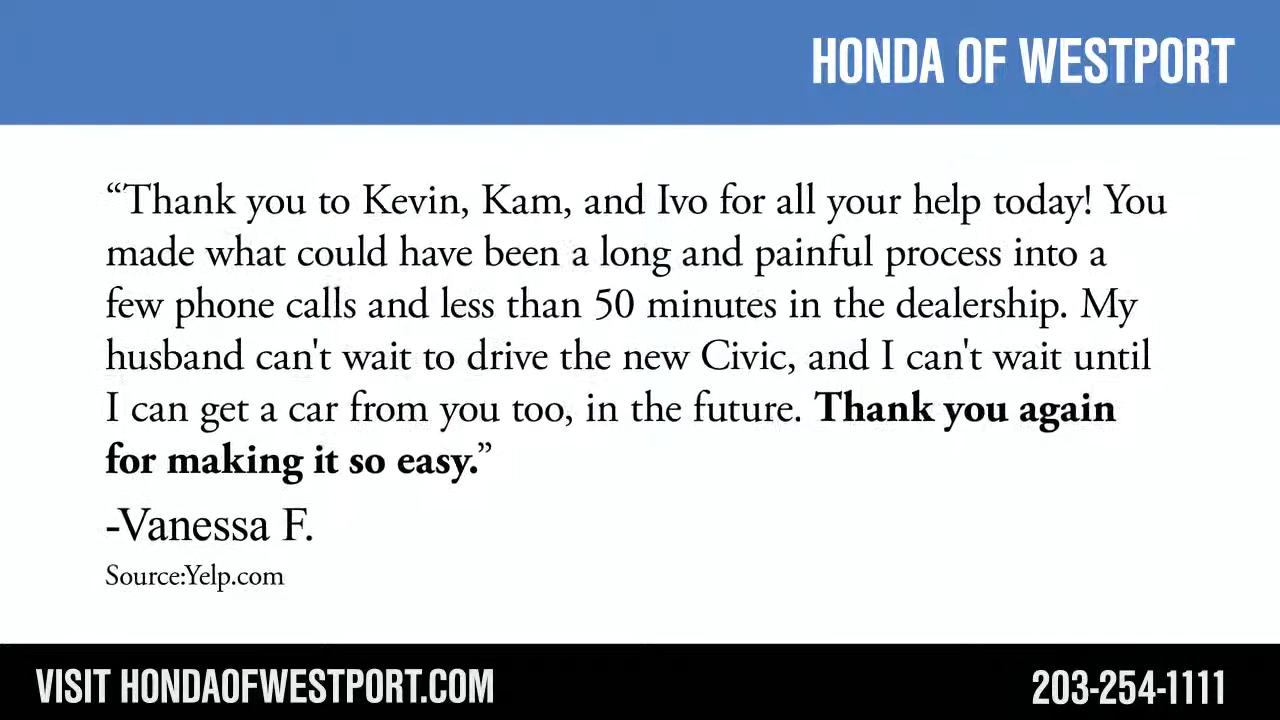 HONDA OF WESTPORT
“Thank you to Kevin, Kam, and Ivo for all your help today! You
made what could have been a long and painful process into a
few phone calls and less than 50 minutes in the dealership. My
husband can't wait to drive the new Civic, and I can't wait until
I can get a car from you too, in the future. Thank you again
for making it so easy.”
-Vanessa F.
Source:Yelp.com
VISIT HONDAOFWESTPORT.COM
203-254-1111